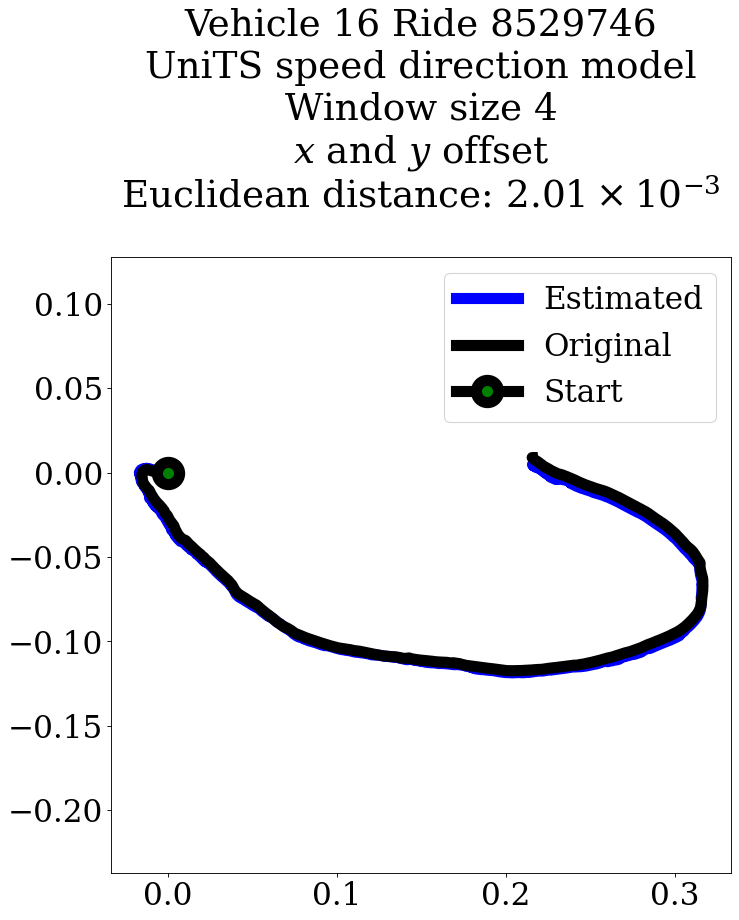 Vehicle 16 Ride 8529746
UniTS speed direction model
Window size 4
x and y offset
Euclidean distance: 2.01 × 10⁻³
Estimated
Original
Start
0.10
0.05
0.00
−0.05
−0.10
−0.15
−0.20
0.0 0.1 0.2 0.3